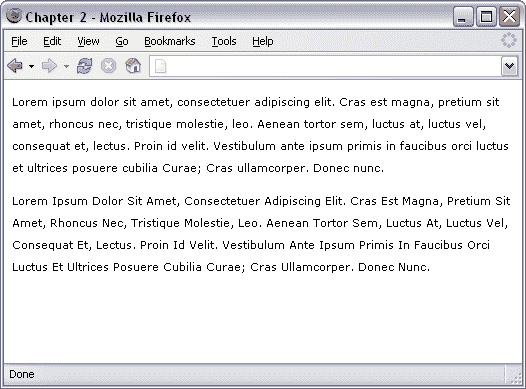 Chapter 2 - Mozilla Firefox
File Edit View Go Bookmarks Tools Help
Lorem ipsum dolor sit amet, consectetuer adipiscing elit. Cras est magna, pretium sit
amet, rhoncus nec, tristique molestie, leo. Aenean tortor sem, luctus at, luctus vel,
consequat et, lectus. Proin id velit. Vestibulum ante ipsum primis in faucibus orci luctus
et ultrices posuere cubilia Curae; Cras ullamcorper. Donec nunc.
Lorem Ipsum Dolor Sit Amet, Consectetuer Adipiscing Elit. Cras Est Magna, Pretium Sit
Amet, Rhoncus Nec, Tristique Molestie, Leo. Aenean Tortor Sem, Luctus At, Luctus Vel,
Consequat Et, Lectus. Proin Id Velit. Vestibulum Ante Ipsum Primis In Faucibus Orci
Luctus Et Ultrices Posuere Cubilia Curae; Cras Ullamcorper. Donec Nunc.
Done